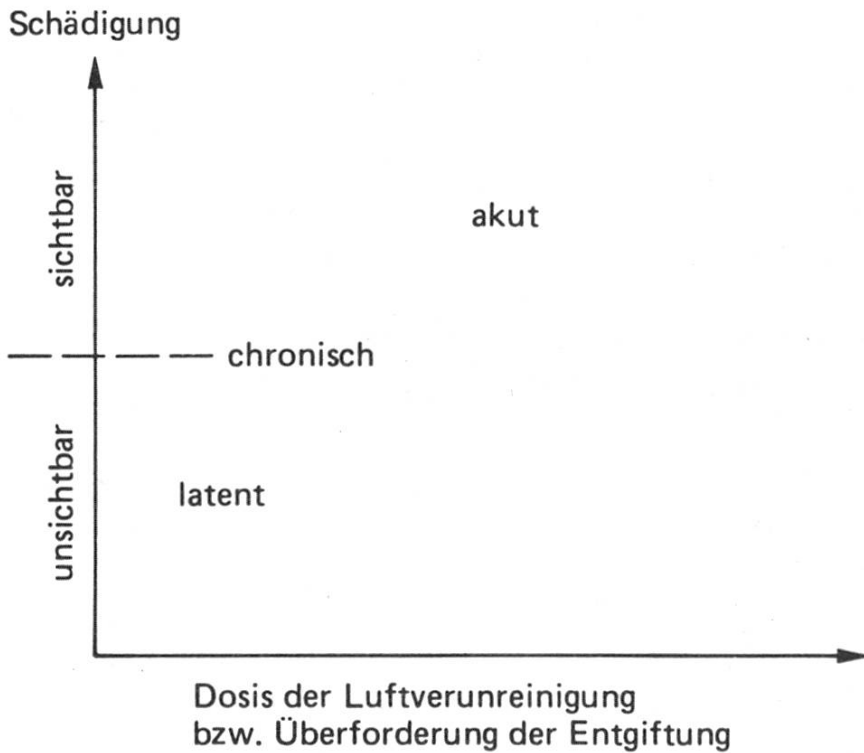 Schädigung
sichtbar
akut
chronisch
unsichtbar
latent
Dosis der Luftverunreinigung
bzw. Überforderung der Entgiftung